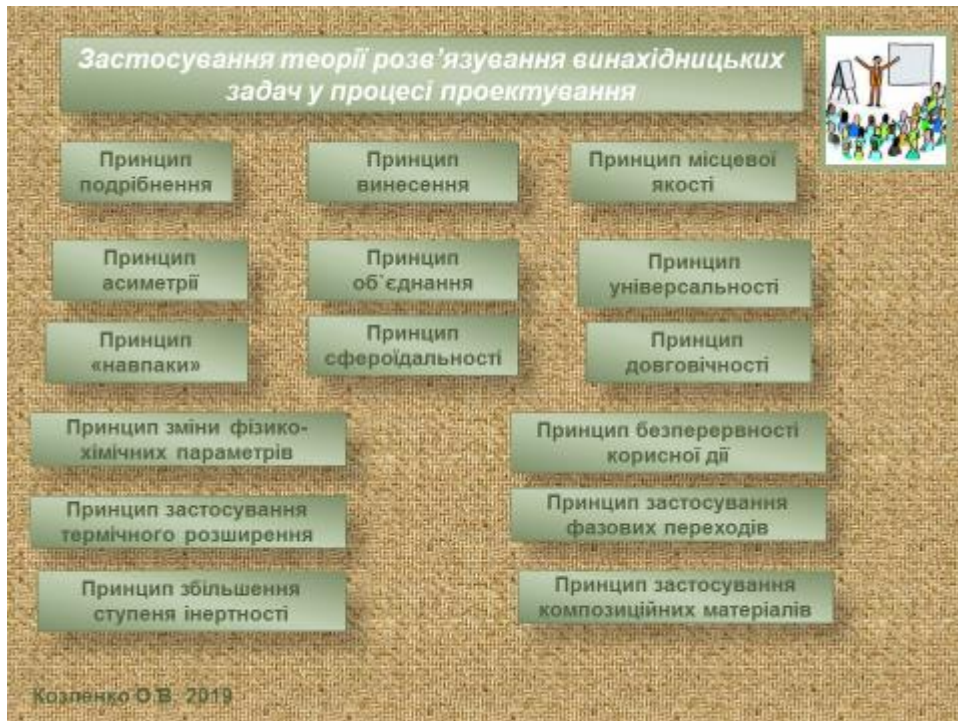 Застосування теорії розв’язування винахідницьких
задач у процесі проектування
Принцип
подрібнення
Принцип
винесення
Принцип місцевої
якості
Принцип
асиметрії
Принцип
об`єднання
Принцип
універсальності
Принцип
«навпаки»
Принцип
сфероїдальності
Принцип
довговічності
Принцип зміни фізико-
хімічних параметрів
Принцип безперервності
корисної дії
Принцип застосування
термічного розширення
Принцип застосування
фазових переходів
Принцип збільшення
ступеня інертності
Принцип застосування
композиційних матеріалів
Козленко О.В. 2019